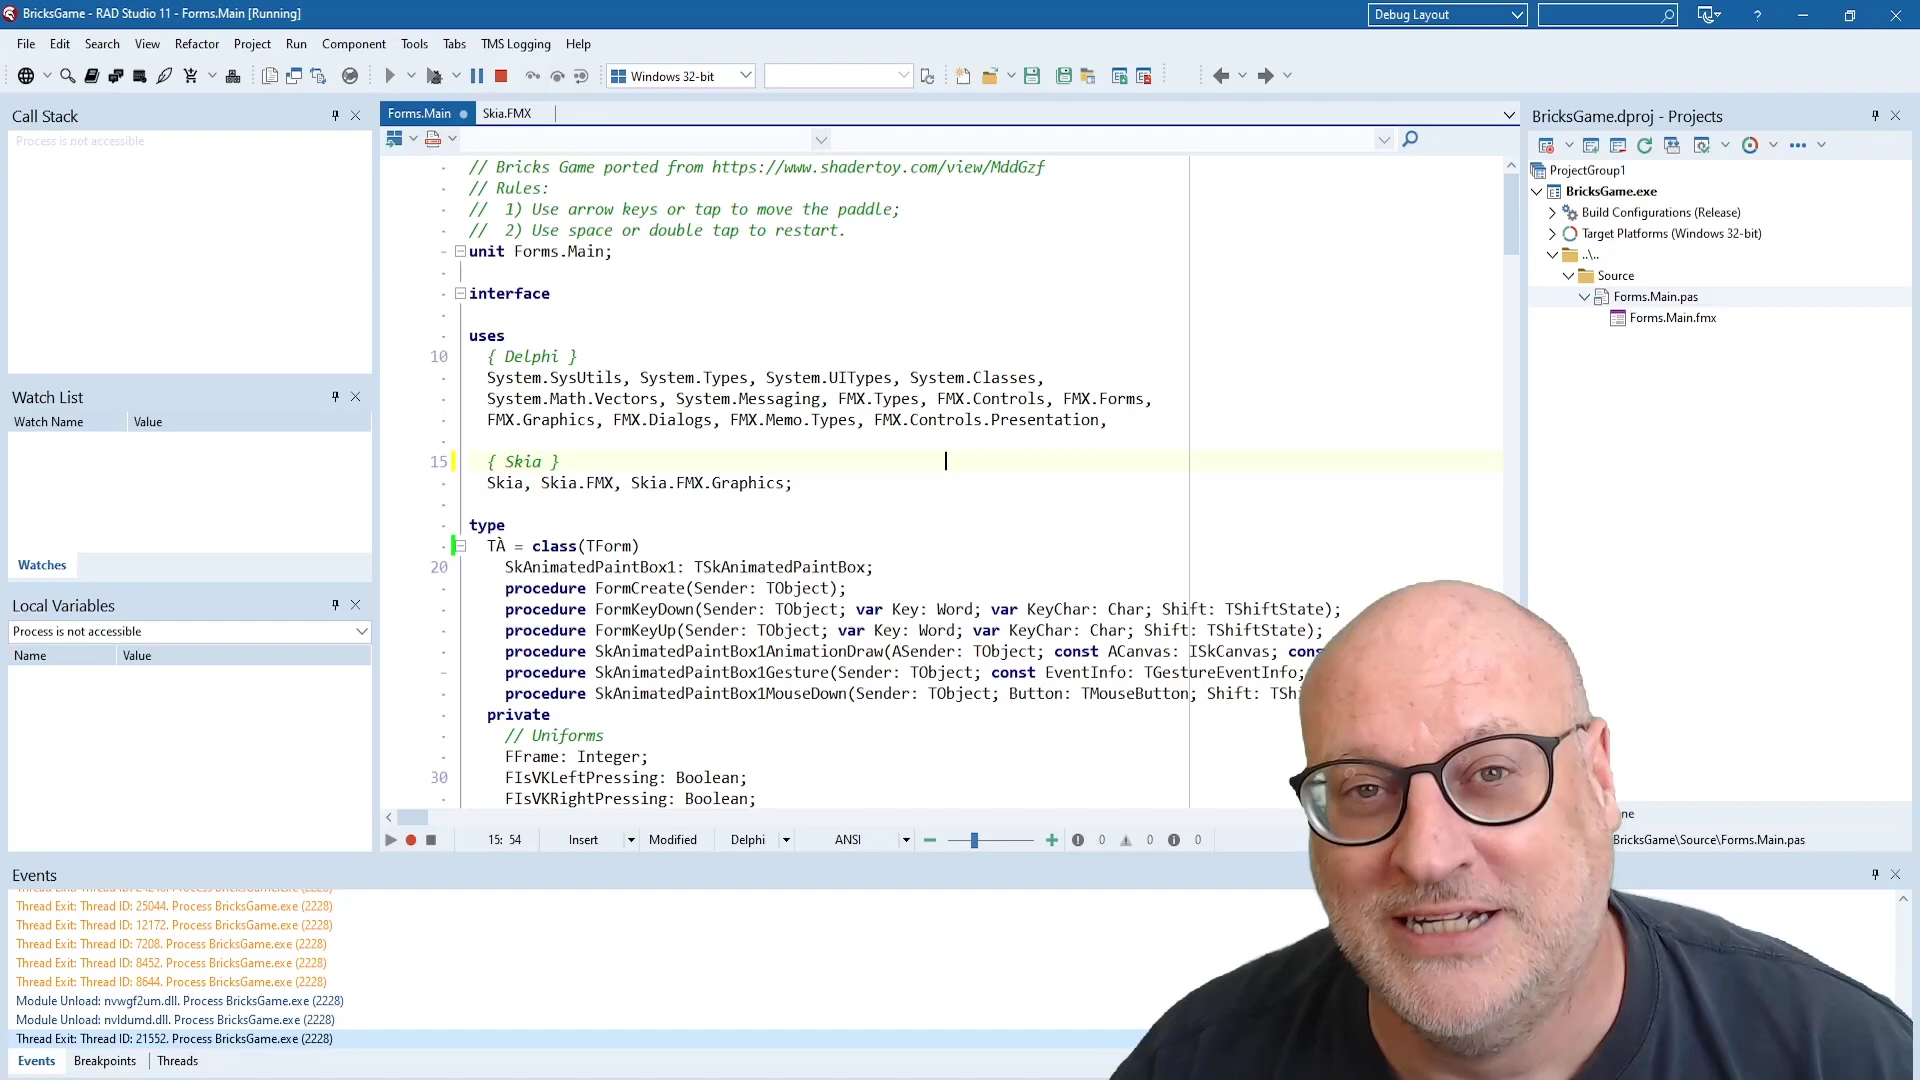 BricksGame - RAD Studio 11 - Forms.Main [Running]
Debug Layout
File Edit Search View Refactor Project Run Component Tools Tabs TMS Logging Help
Windows 32-bit
Call Stack
Process is not accessible
Watch List
Watch Name Value
Watches
Local Variables
Process is not accessible
Name Value
Forms.Main Skia.FMX
// Bricks Game ported from https://www.shadertoy.com/view/MddGzf
// Rules:
//  1) Use arrow keys or tap to move the paddle;
//  2) Use space or double tap to restart.
unit Forms.Main;
interface
uses
10 { Delphi }
System.SysUtils, System.Types, System.UITypes, System.Classes,
System.Math.Vectors, System.Messaging, FMX.Types, FMX.Controls, FMX.Forms,
FMX.Graphics, FMX.Dialogs, FMX.Memo.Types, FMX.Controls.Presentation,
15 { Skia }
Skia, Skia.FMX, Skia.FMX.Graphics;
type
TÀ = class(TForm)
20 SkAnimatedPaintBox1: TSkAnimatedPaintBox;
procedure FormCreate(Sender: TObject);
procedure FormKeyDown(Sender: TObject; var Key: Word; var KeyChar: Char; Shift: TShiftState);
procedure FormKeyUp(Sender: TObject; var Key: Word; var KeyChar: Char; Shift: TShiftState);
procedure SkAnimatedPaintBox1AnimationDraw(ASender: TObject; const ACanvas: ISkCanvas; cons
procedure SkAnimatedPaintBox1Gesture(Sender: TObject; const EventInfo: TGestureEventInfo;
procedure SkAnimatedPaintBox1MouseDown(Sender: TObject; Button: TMouseButton; Shift: TShi
private
// Uniforms
FFrame: Integer;
30 FIsVKLeftPressing: Boolean;
FIsVKRightPressing: Boolean;
15: 54 Insert Modified Delphi ANSI 0 0 0
BricksGame.dproj - Projects
ProjectGroup1
BricksGame.exe
Build Configurations (Release)
Target Platforms (Windows 32-bit)
..\..
Source
Forms.Main.pas
Forms.Main.fmx
BricksGame\Source\Forms.Main.pas
Events
Thread Exit: Thread ID: 25044. Process BricksGame.exe (2228)
Thread Exit: Thread ID: 12172. Process BricksGame.exe (2228)
Thread Exit: Thread ID: 7208. Process BricksGame.exe (2228)
Thread Exit: Thread ID: 8452. Process BricksGame.exe (2228)
Thread Exit: Thread ID: 8644. Process BricksGame.exe (2228)
Module Unload: nvwgf2um.dll. Process BricksGame.exe (2228)
Module Unload: nvldumd.dll. Process BricksGame.exe (2228)
Thread Exit: Thread ID: 21552. Process BricksGame.exe (2228)
Events Breakpoints Threads